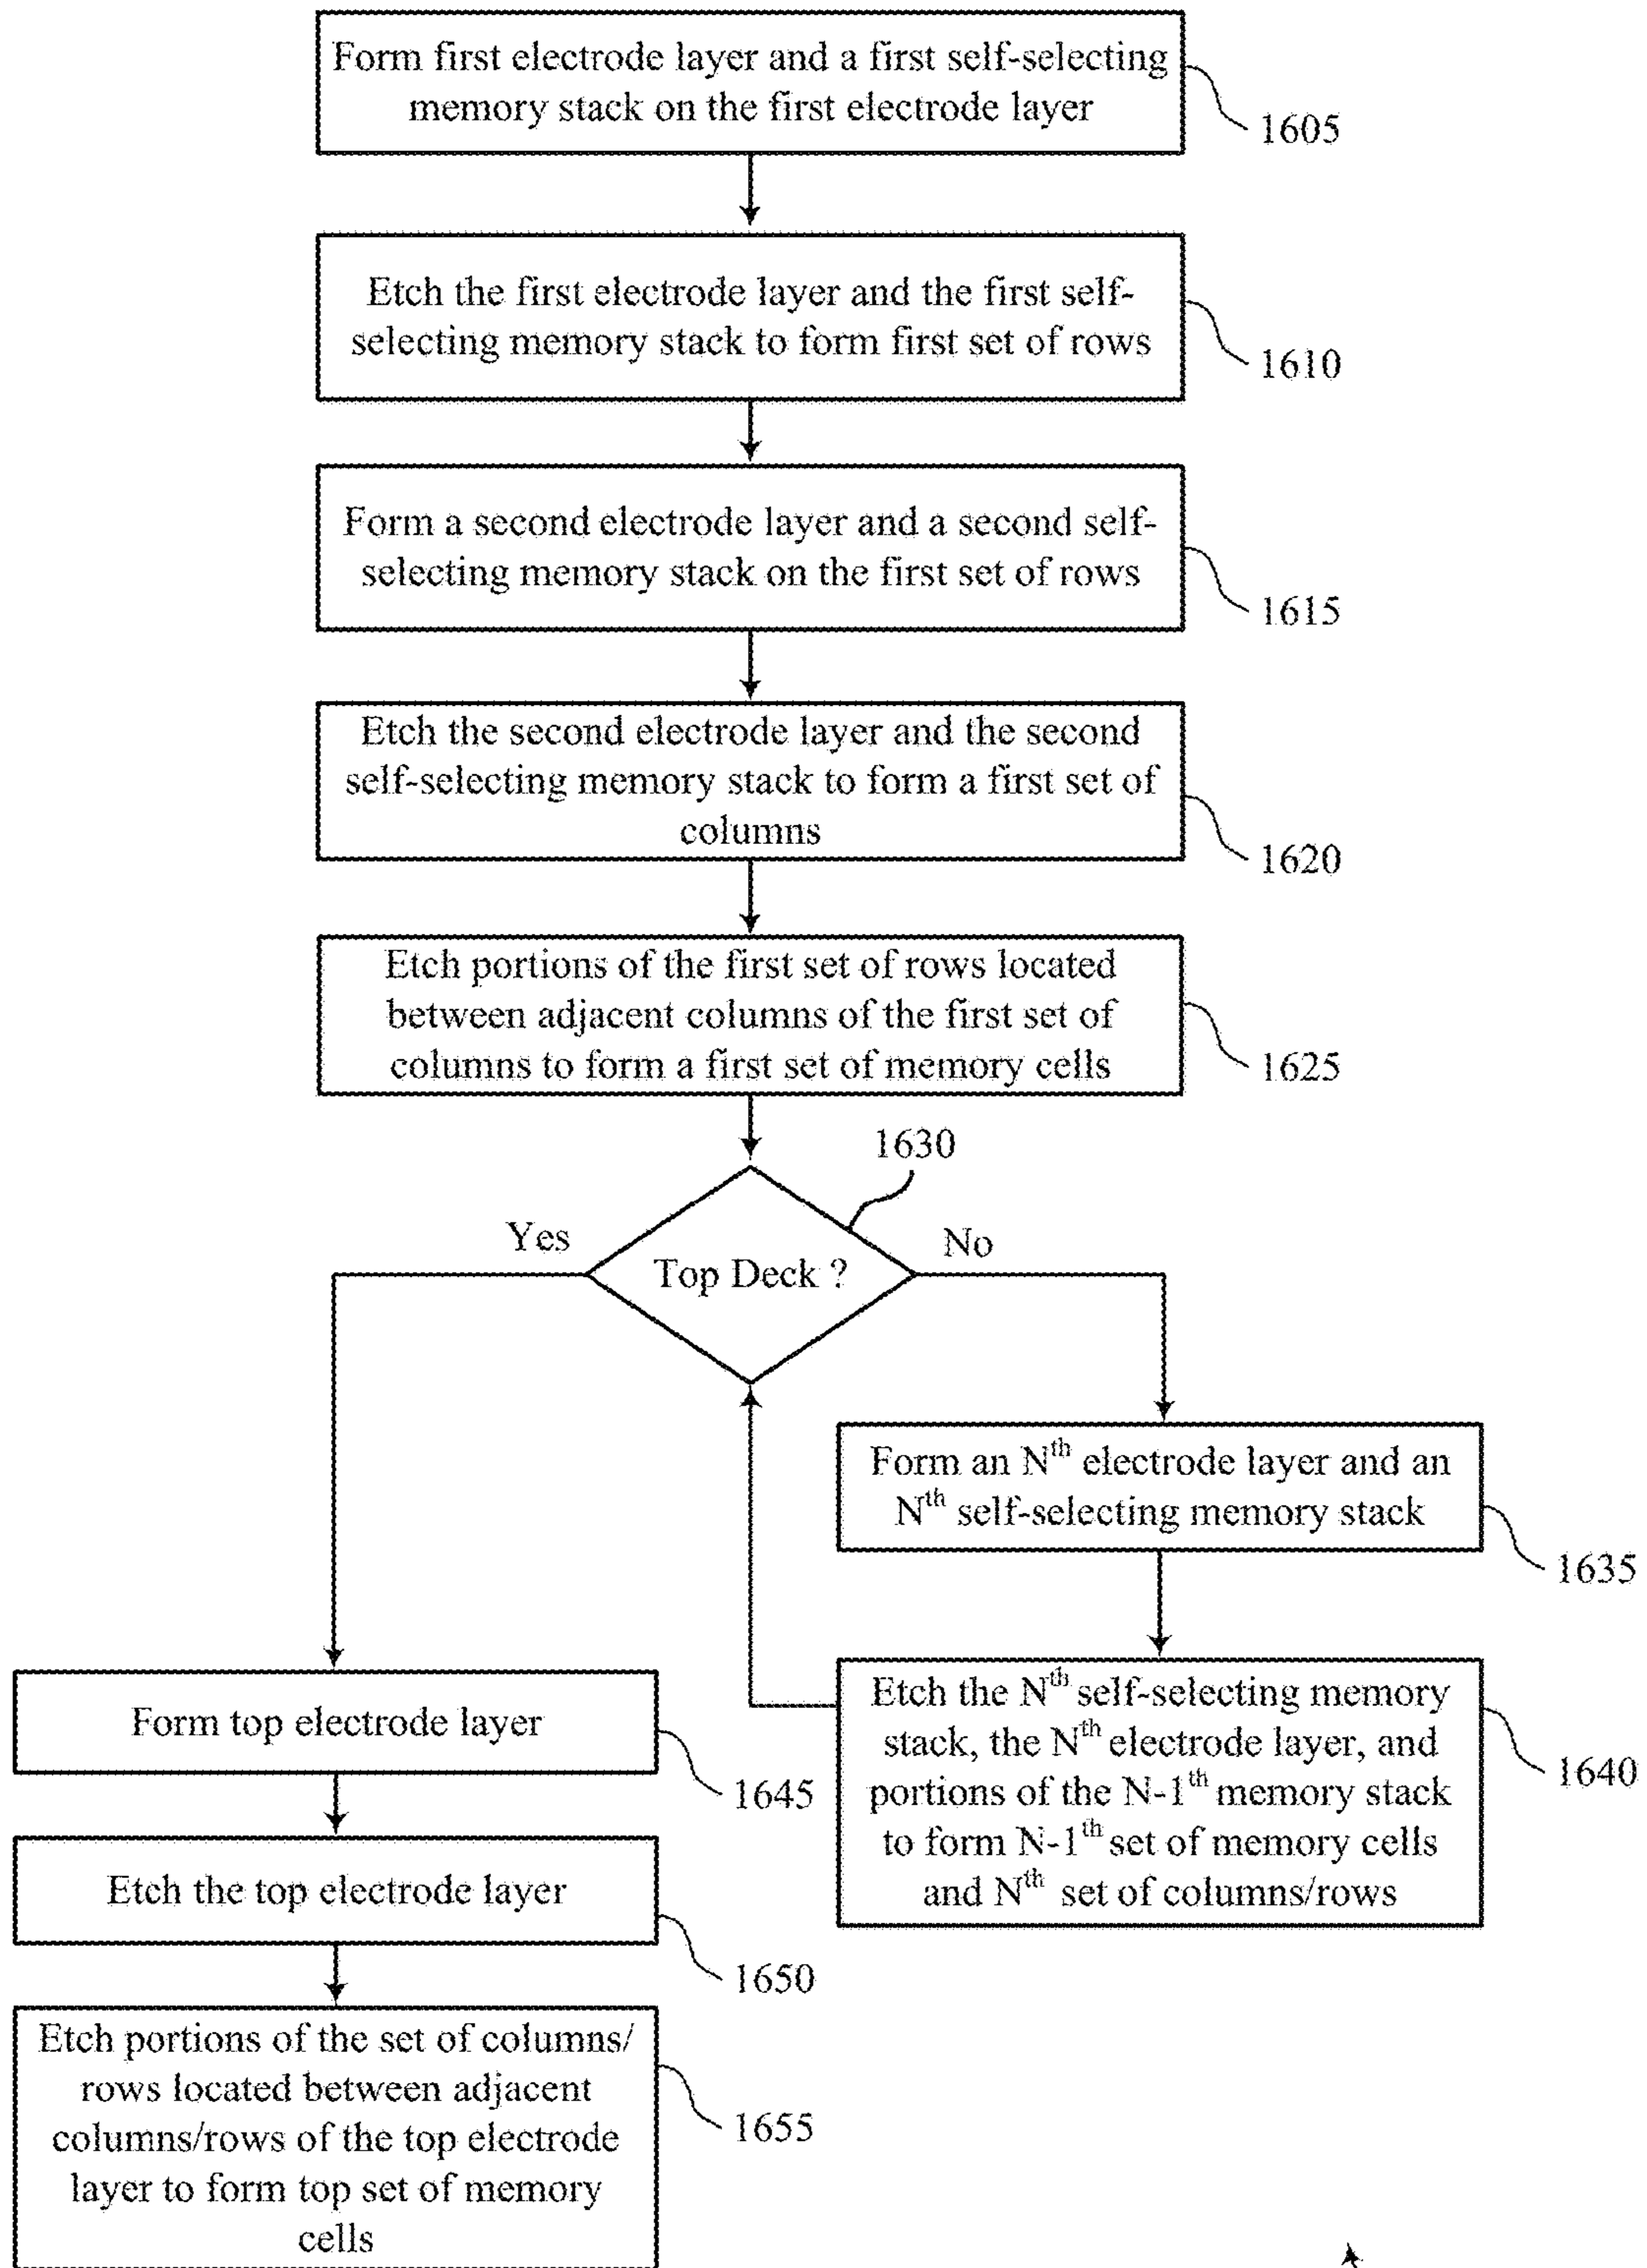 Form first electrode layer and a first self-selecting
memory stack on the first electrode layer
1605
Etch the first electrode layer and the first self-
selecting memory stack to form first set of rows
1610
Form a second electrode layer and a second self-
selecting memory stack on the first set of rows
1615
Etch the second electrode layer and the second
self-selecting memory stack to form a first set of
columns
1620
Etch portions of the first set of rows located
between adjacent columns of the first set of
columns to form a first set of memory cells
1625
1630
Yes
Top Deck ?
No
Form an Nth electrode layer and an
Nth self-selecting memory stack
1635
Etch the Nth self-selecting memory
stack, the Nth electrode layer, and
portions of the N-1th memory stack
to form N-1th set of memory cells
and Nth set of columns/rows
1640
Form top electrode layer
1645
Etch the top electrode layer
1650
Etch portions of the set of columns/
rows located between adjacent
columns/rows of the top electrode
layer to form top set of memory
cells
1655